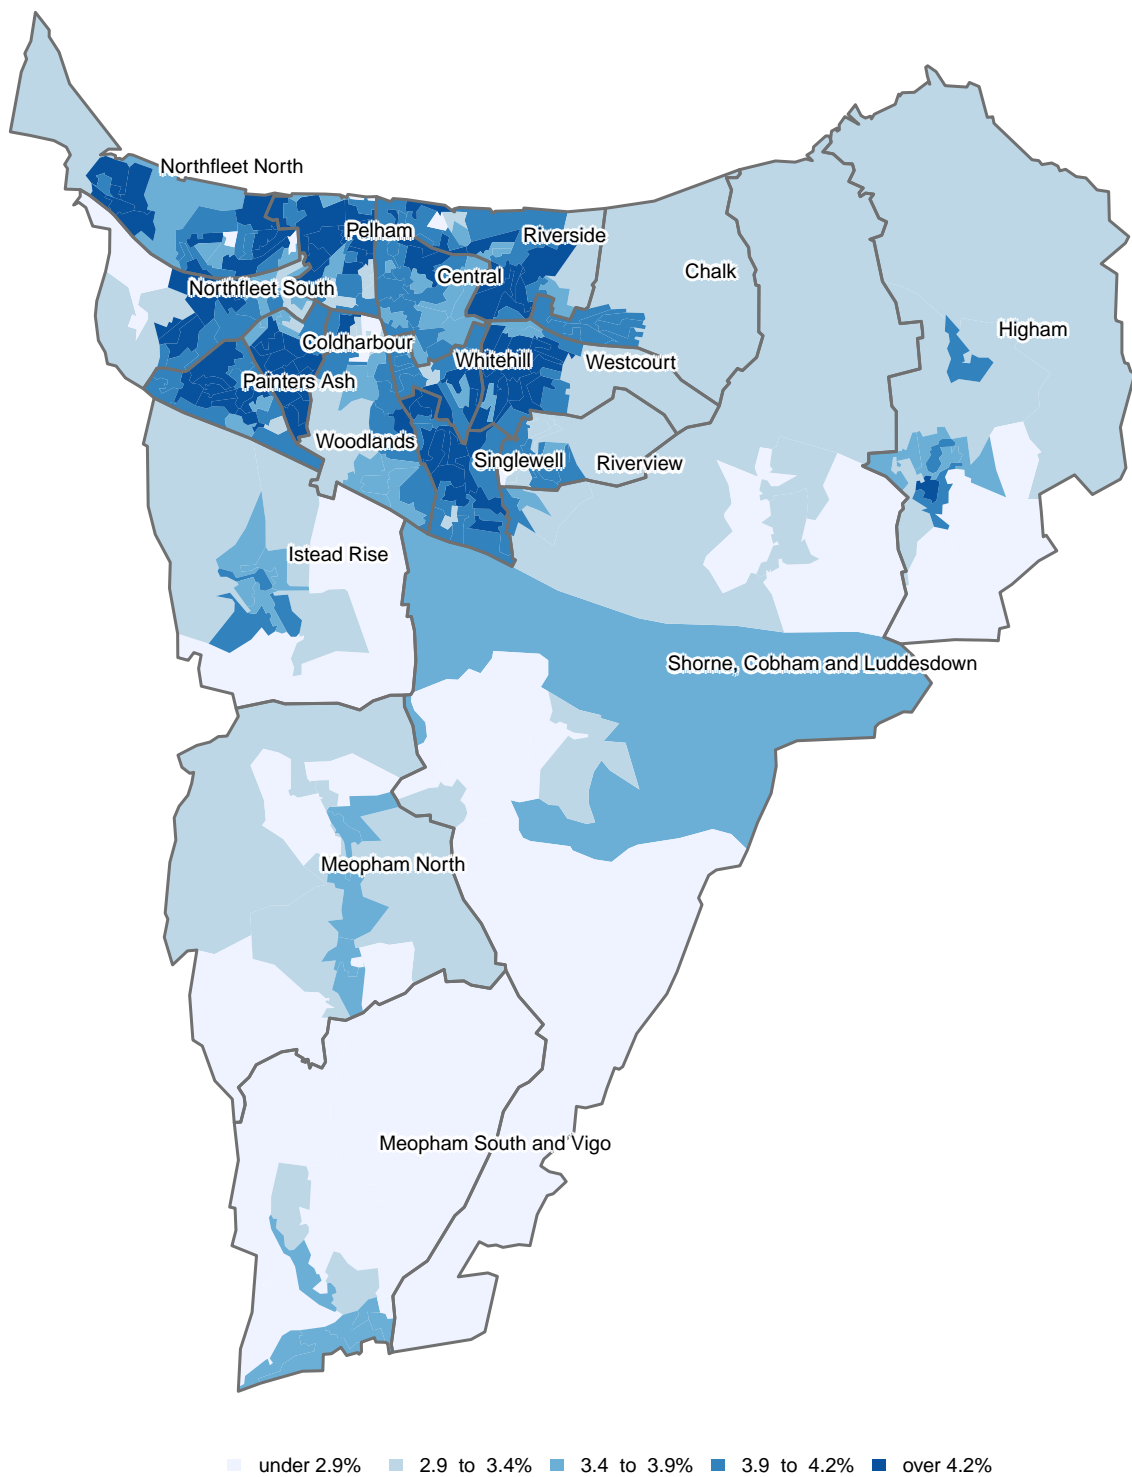 Northfleet North
Pelham
Riverside
Central
Chalk
Northfleet South
Higham
Coldharbour
Whitehill
Westcourt
Painters Ash
Woodlands
Singlewell
Riverview
Istead Rise
Shorne, Cobham and Luddesdown
Meopham North
Meopham South and Vigo
under 2.9% 2.9 to 3.4% 3.4 to 3.9% 3.9 to 4.2% over 4.2%